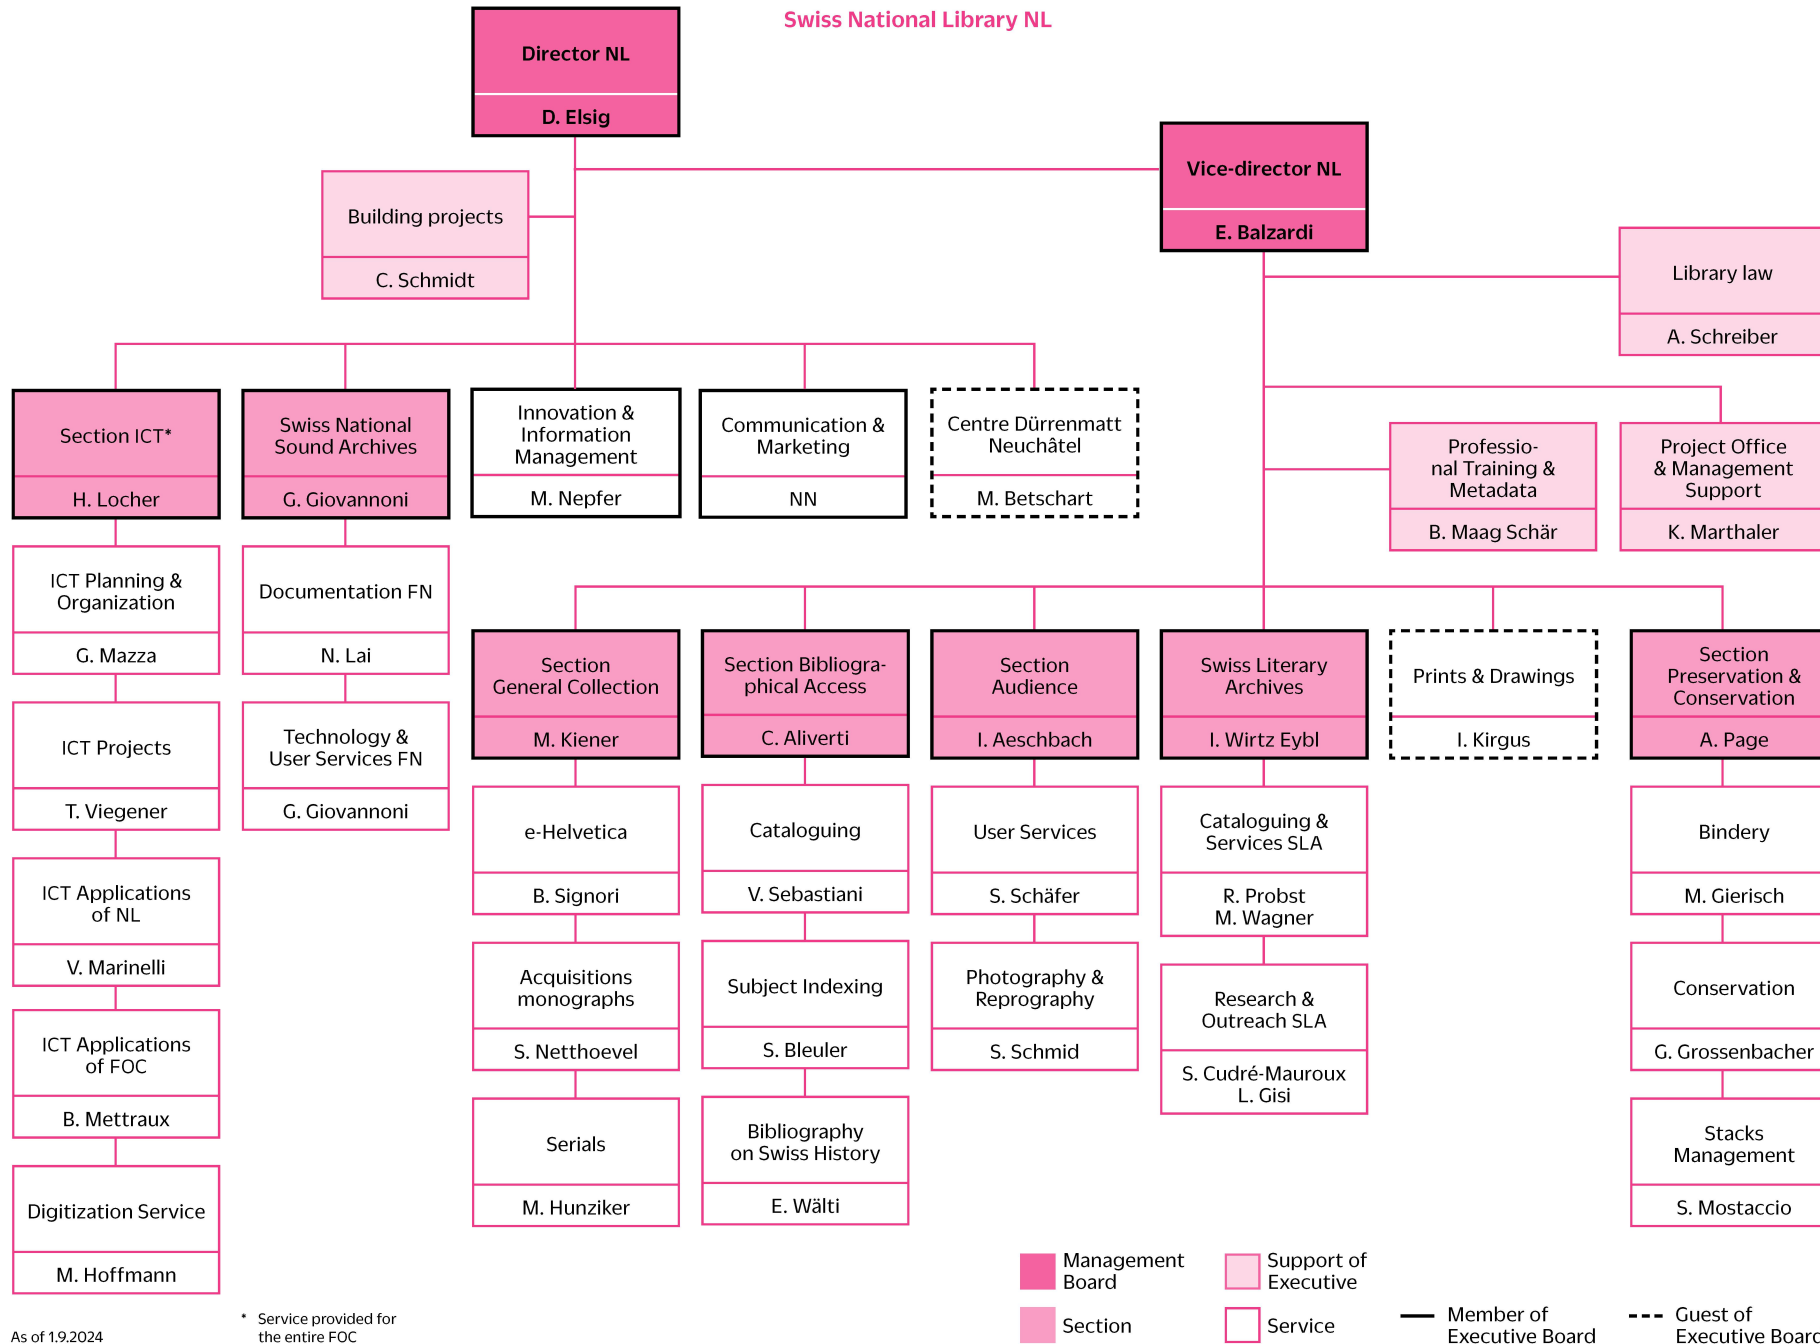 Swiss National Library NL
Director NL
D. Elsig
Vice-director NL
E. Balzardi
Building projects
C. Schmidt
Library law
A. Schreiber
Professio-
nal Training &
Metadata
B. Maag Schär
Project Office
& Management
Support
K. Marthaler
Section ICT*
H. Locher
Swiss National
Sound Archives
G. Giovannoni
Innovation &
Information
Management
M. Nepfer
Communication &
Marketing
NN
Centre Dürrenmatt
Neuchâtel
M. Betschart
ICT Planning &
Organization
G. Mazza
ICT Projects
T. Viegener
ICT Applications
of NL
V. Marinelli
ICT Applications
of FOC
B. Mettraux
Digitization Service
M. Hoffmann
Documentation FN
N. Lai
Technology &
User Services FN
G. Giovannoni
Section
General Collection
M. Kiener
e-Helvetica
B. Signori
Acquisitions
monographs
S. Netthoevel
Serials
M. Hunziker
Section Bibliogra-
phical Access
C. Aliverti
Cataloguing
V. Sebastiani
Subject Indexing
S. Bleuler
Bibliography
on Swiss History
E. Wälti
Section
Audience
I. Aeschbach
User Services
S. Schäfer
Photography &
Reprography
S. Schmid
Swiss Literary
Archives
I. Wirtz Eybl
Cataloguing &
Services SLA
R. Probst
M. Wagner
Research &
Outreach SLA
S. Cudré-Mauroux
L. Gisi
Prints & Drawings
I. Kirgus
Section
Preservation &
Conservation
A. Page
Bindery
M. Gierisch
Conservation
G. Grossenbacher
Stacks
Management
S. Mostaccio
Management
Board
Section
Support of
Executive
Service
Member of
Executive Board
Guest of
Executive Board
* Service provided for
the entire FOC
As of 1.9.2024